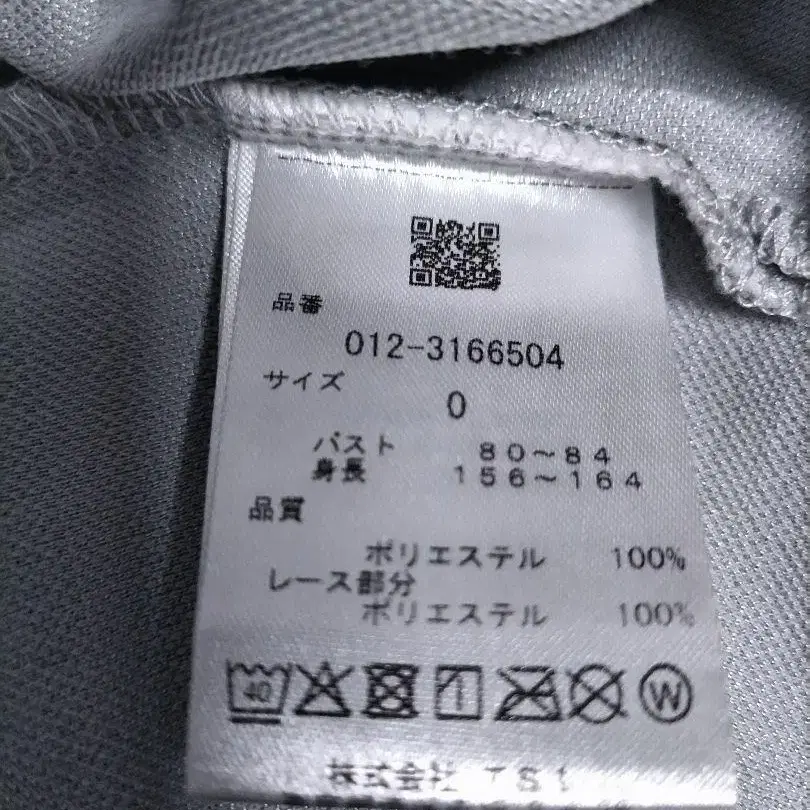 品番
012-3166504
サイズ
0
バスト 80～84
身長 156～164
品質
ポリエステル 100%
レース部分
ポリエステル 100%
40 W
株式会社 TSI